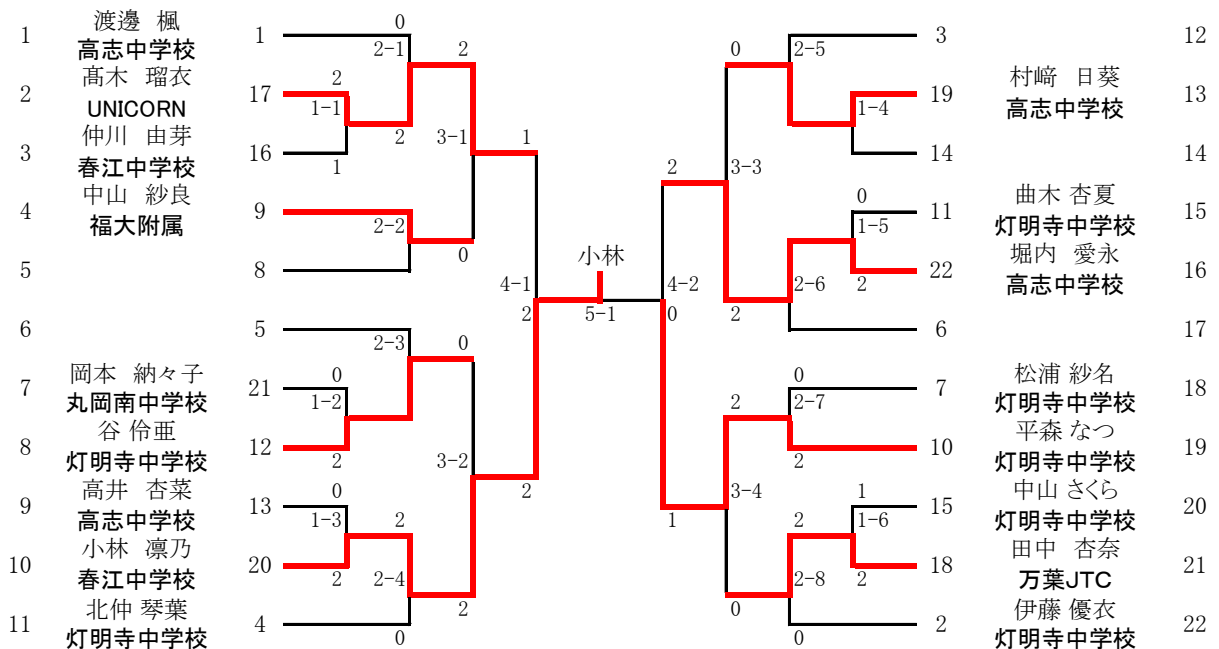 渡邊 楓
1 高志中学校 1
髙木 瑠衣
2 UNICORN 17
仲川 由芽
3 春江中学校 16
中山 紗良
4 福大附属 9
5 8
6 5
岡本 納々子
7 丸岡南中学校 21
谷 伶亜
8 灯明寺中学校 12
高井 杏菜
9 高志中学校 13
小林 凛乃
10 春江中学校 20
北仲 琴葉
11 灯明寺中学校 4
0
2-1
2
1-1
1
2
2
3-1
2-2
0
1
4-1
2
2-3
0
0
1-2
2
3-2
0
1-3
2
2
2-4
0
2
2
小林
5-1
2
4-2
0
0
3-3
2
2-5
1-4
0
1-5
2
2-6
0
2-7
2
2
3-4
1
1
1-6
2
2
2-8
0
0
3 12
村﨑 日葵
19 高志中学校 13
14 14
曲木 杏夏
11 灯明寺中学校 15
堀内 愛永
22 高志中学校 16
6 17
松浦 紗名
7 灯明寺中学校 18
平森 なつ
10 灯明寺中学校 19
中山 さくら
15 灯明寺中学校 20
田中 杏奈
18 万葉JTC 21
伊藤 優衣
2 灯明寺中学校 22